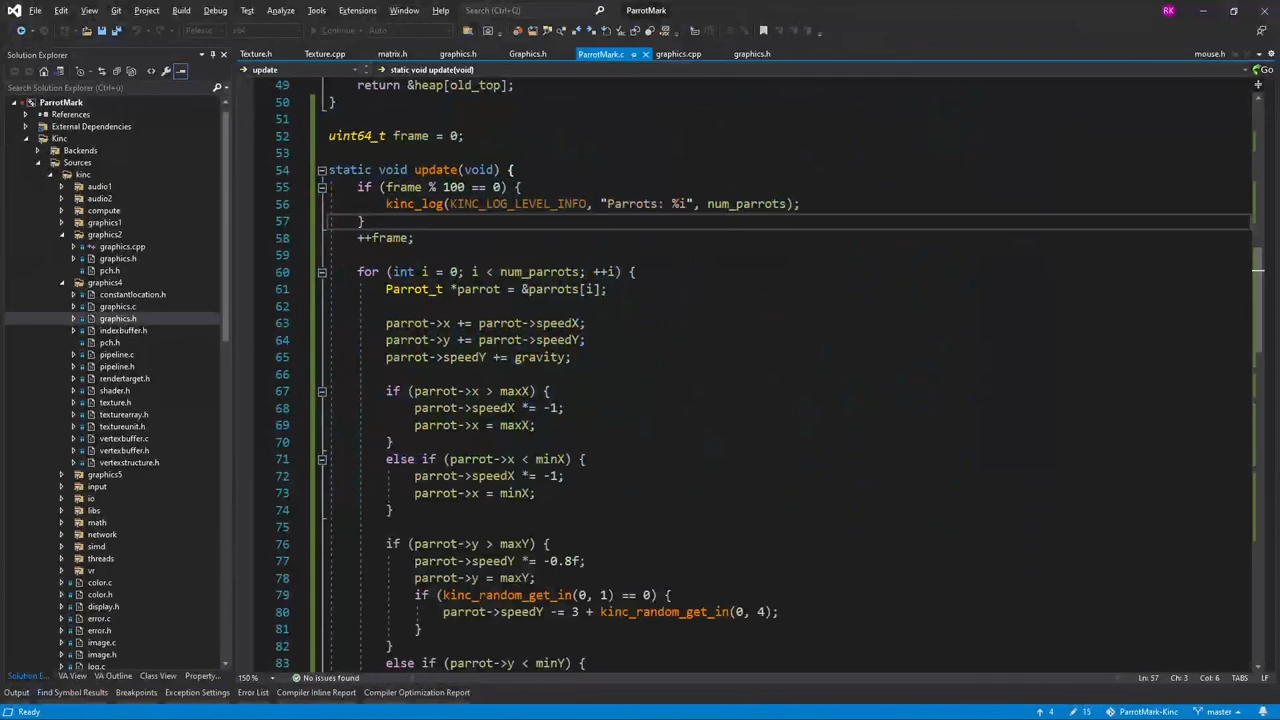 File Edit View Git Project Build Debug Test Analyze Tools Extensions Window Help Search (Ctrl+Q) ParrotMark RK
Release x64 Continue Auto
Solution Explorer
Texture.h Texture.cpp matrix.h graphics.h Graphics.h ParrotMark.c graphics.cpp graphics.h mouse.h
update static void update(void) Go
Search Solution Explorer (Ctrl+ü)
ParrotMark
References
External Dependencies
Kinc
Backends
Sources
kinc
audio1
audio2
compute
graphics1
graphics2
graphics.cpp
graphics.h
pch.h
graphics4
constantlocation.h
graphics.c
graphics.h
indexbuffer.h
pch.h
pipeline.c
pipeline.h
rendertarget.h
shader.h
texture.h
texturearray.h
textureunit.h
vertexbuffer.c
vertexbuffer.h
vertexstructure.h
graphics5
input
io
libs
math
network
simd
threads
vr
color.c
color.h
display.h
error.c
error.h
image.c
image.h
log.c
49 return &heap[old_top];
50 }
51
52 uint64_t frame = 0;
53
54 static void update(void) {
55 if (frame % 100 == 0) {
56 kinc_log(KINC_LOG_LEVEL_INFO, "Parrots: %i", num_parrots);
57 }
58 ++frame;
59
60 for (int i = 0; i < num_parrots; ++i) {
61 Parrot_t *parrot = &parrots[i];
62
63 parrot->x += parrot->speedX;
64 parrot->y += parrot->speedY;
65 parrot->speedY += gravity;
66
67 if (parrot->x > maxX) {
68 parrot->speedX *= -1;
69 parrot->x = maxX;
70 }
71 else if (parrot->x < minX) {
72 parrot->speedX *= -1;
73 parrot->x = minX;
74 }
75
76 if (parrot->y > maxY) {
77 parrot->speedY *= -0.8f;
78 parrot->y = maxY;
79 if (kinc_random_get_in(0, 1) == 0) {
80 parrot->speedY -= 3 + kinc_random_get_in(0, 4);
81 }
82 }
83 else if (parrot->y < minY) {
Solution E... VA View VA Outline Class View Property... 150 % No issues found Ln: 57 Ch: 3 Col: 6 TABS LF
Output Find Symbol Results Breakpoints Exception Settings Error List Compiler Inline Report Compiler Optimization Report
Ready 4 15 ParrotMark-Kinc master